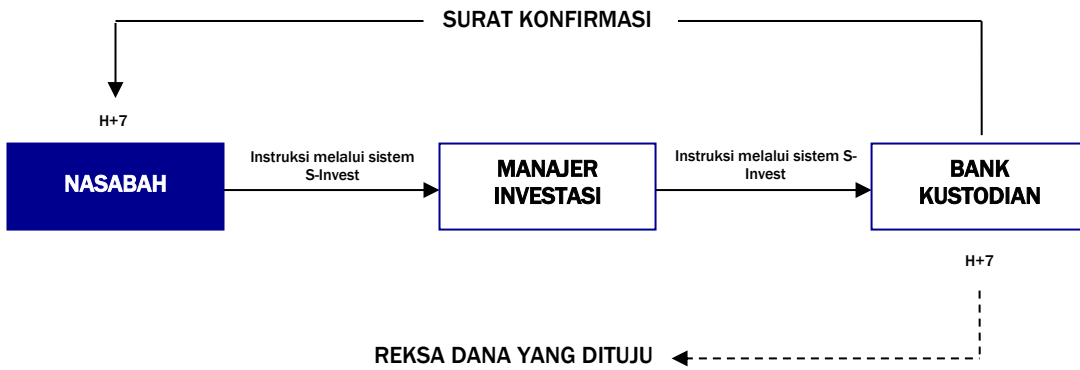 SURAT KONFIRMASI
H+7
NASABAH
Instruksi melalui sistem
S-Invest
MANAJER
INVESTASI
Instruksi melalui sistem S-
Invest
BANK
KUSTODIAN
H+7
REKSA DANA YANG DITUJU